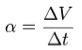 α = ΔV / Δt